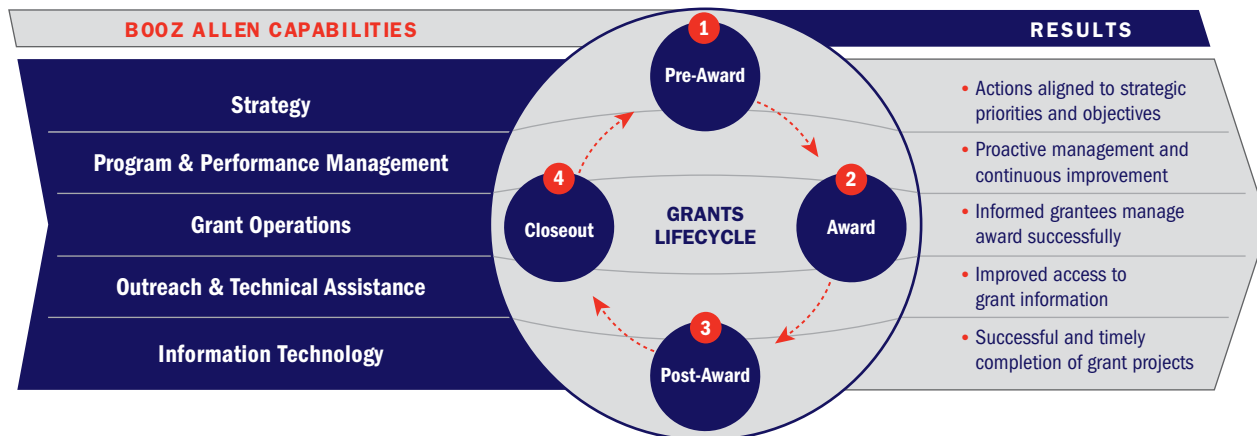 BOOZ ALLEN CAPABILITIES
RESULTS
Strategy
Program & Performance Management
Grant Operations
Outreach & Technical Assistance
Information Technology
1
Pre-Award
2
Award
3
Post-Award
4
Closeout
GRANTS
LIFECYCLE
• Actions aligned to strategic
priorities and objectives
• Proactive management and
continuous improvement
• Informed grantees manage
award successfully
• Improved access to
grant information
• Successful and timely
completion of grant projects